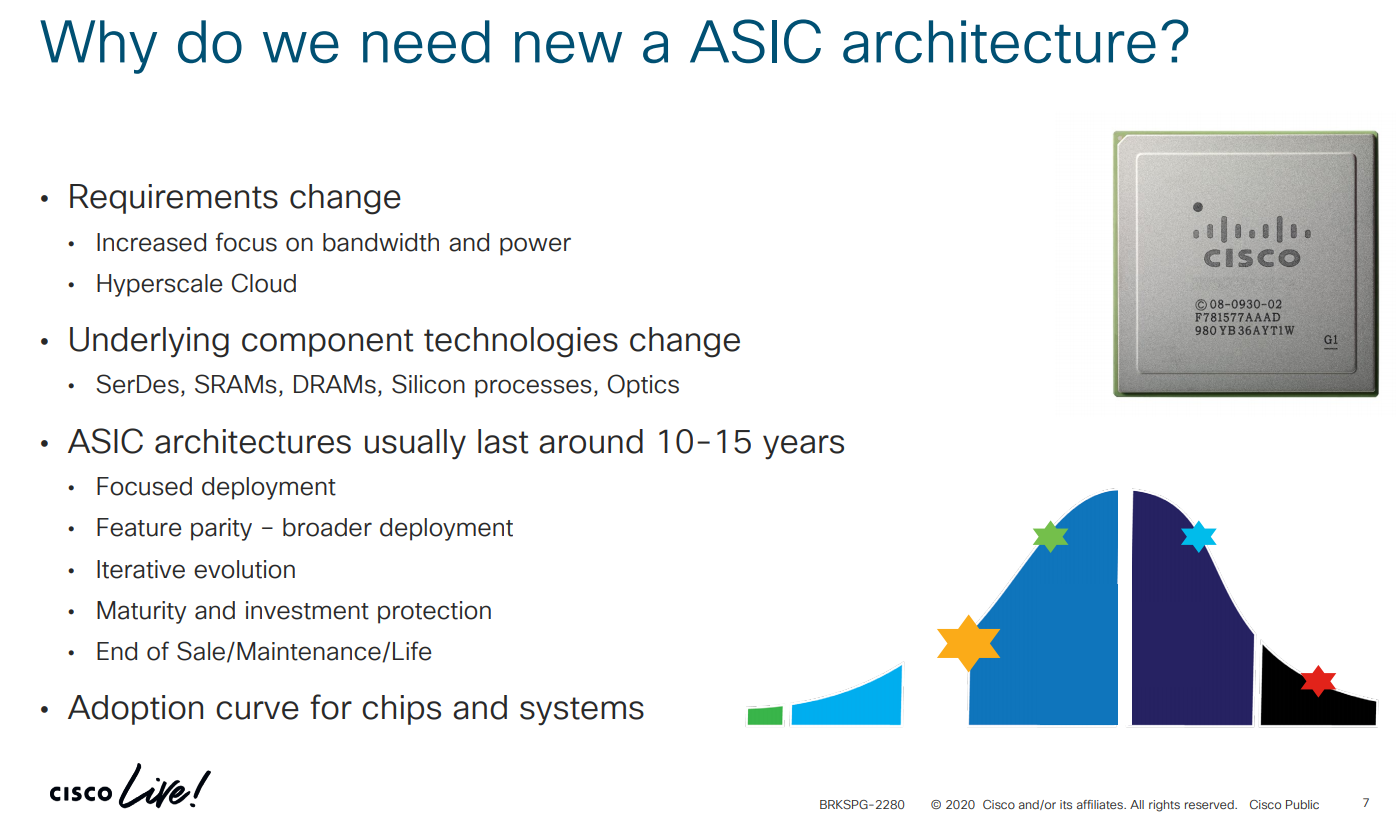 Why do we need new a ASIC architecture?
• Requirements change
• Increased focus on bandwidth and power
• Hyperscale Cloud
• Underlying component technologies change
• SerDes, SRAMs, DRAMs, Silicon processes, Optics
• ASIC architectures usually last around 10-15 years
• Focused deployment
• Feature parity – broader deployment
• Iterative evolution
• Maturity and investment protection
• End of Sale/Maintenance/Life
• Adoption curve for chips and systems
CISCO
© 08-0930-02
F781577AAAD
980 YB36AYT1W
G1
CISCO Live!
BRKSPG-2280 © 2020 Cisco and/or its affiliates. All rights reserved. Cisco Public 7